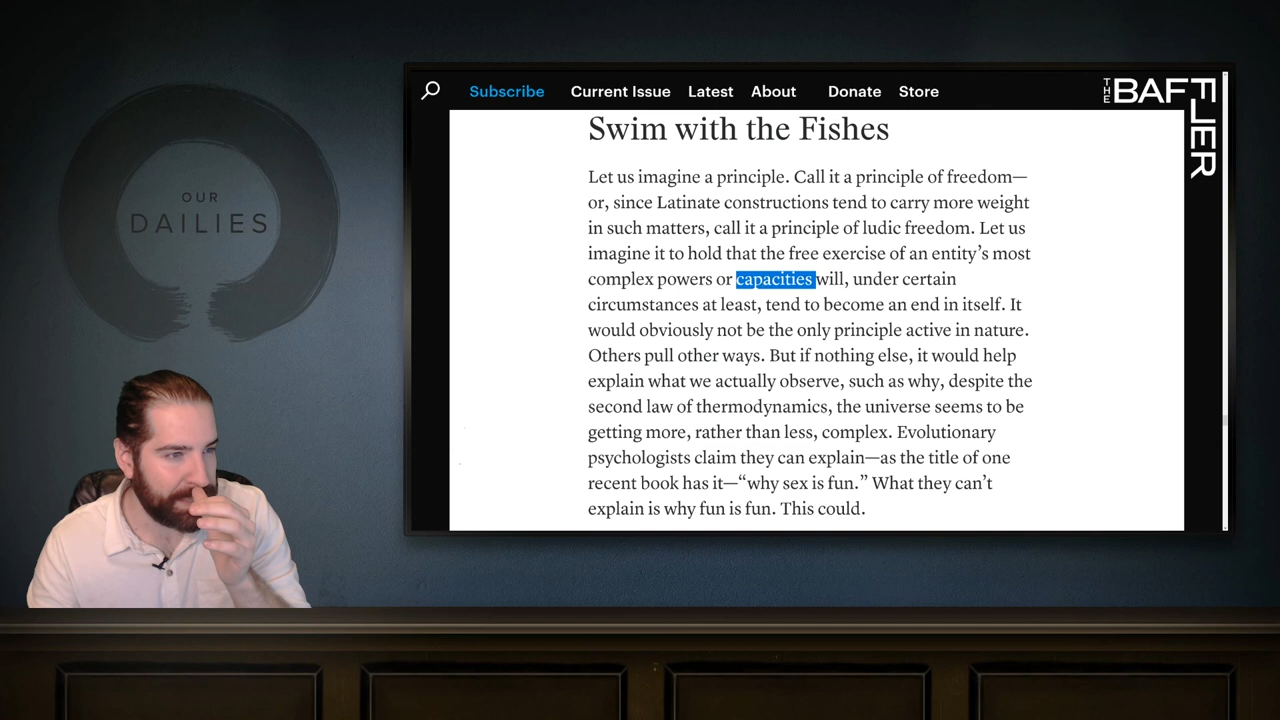 OUR
DAILIES
Subscribe
Current Issue
Latest
About
Donate
Store
THE BAFFLER
Swim with the Fishes
Let us imagine a principle. Call it a principle of freedom—
or, since Latinate constructions tend to carry more weight
in such matters, call it a principle of ludic freedom. Let us
imagine it to hold that the free exercise of an entity’s most
complex powers or capacities will, under certain
circumstances at least, tend to become an end in itself. It
would obviously not be the only principle active in nature.
Others pull other ways. But if nothing else, it would help
explain what we actually observe, such as why, despite the
second law of thermodynamics, the universe seems to be
getting more, rather than less, complex. Evolutionary
psychologists claim they can explain—as the title of one
recent book has it—“why sex is fun.” What they can’t
explain is why fun is fun. This could.